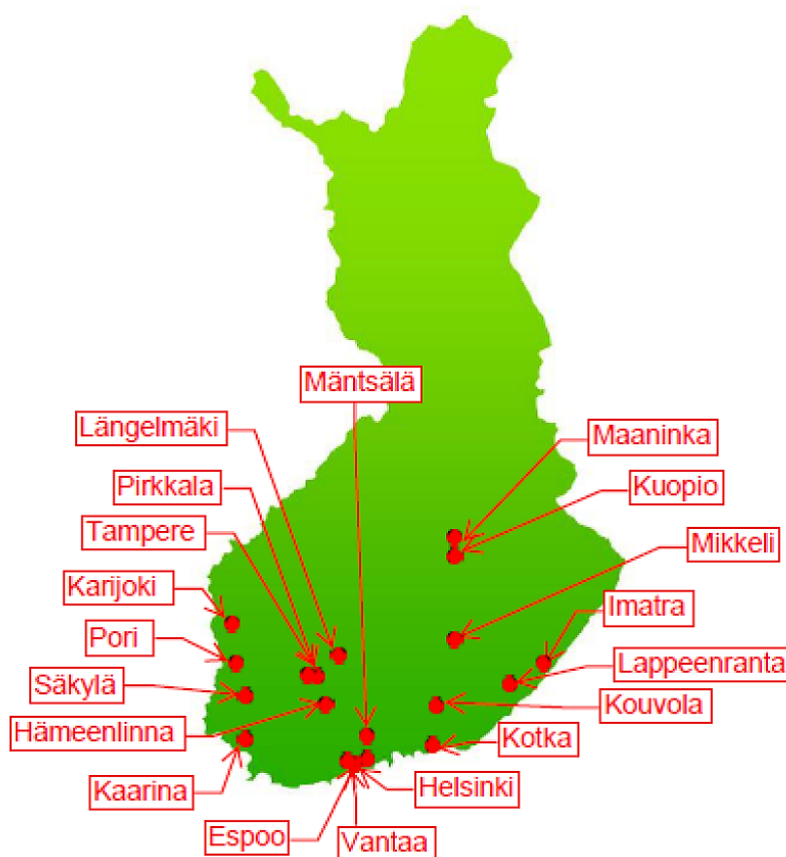 Mäntsälä
Längelmäki
Maaninka
Pirkkala
Kuopio
Tampere
Mikkeli
Karijoki
Imatra
Pori
Lappeenranta
Säkylä
Kouvola
Hämeenlinna
Kotka
Kaarina
Helsinki
Espoo
Vantaa